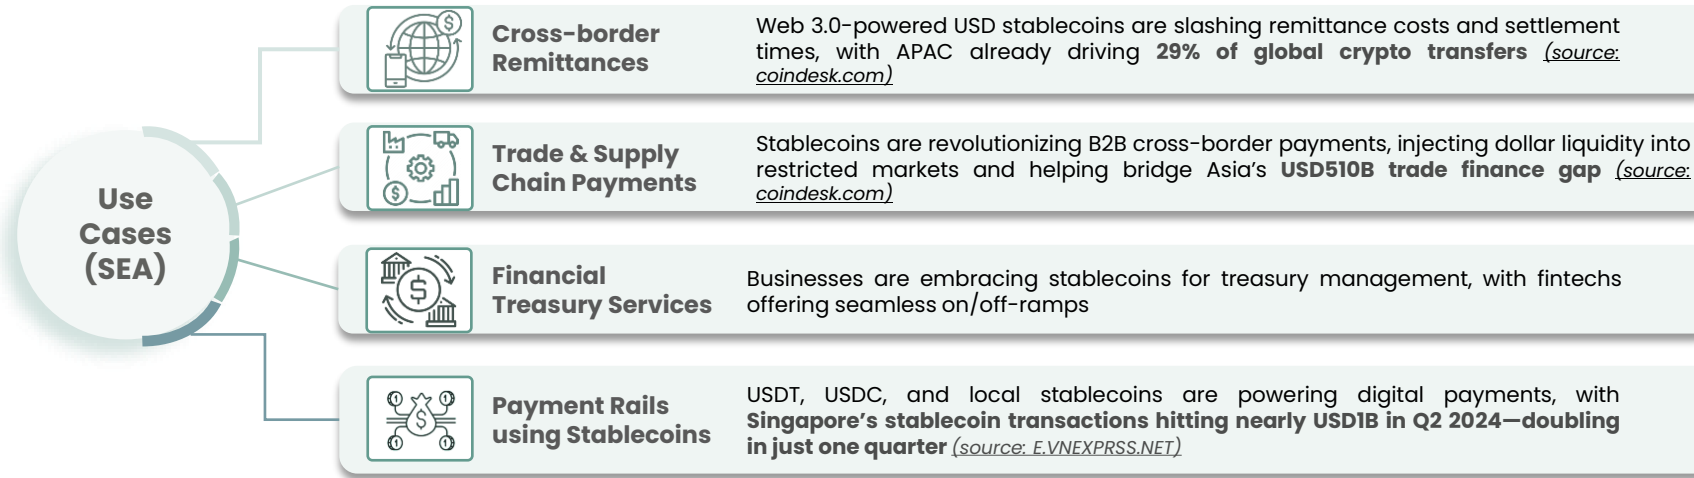 Use
Cases
(SEA)
Cross-border
Remittances
Web 3.0-powered USD stablecoins are slashing remittance costs and settlement
times, with APAC already driving 29% of global crypto transfers (source:
coindesk.com)
Trade & Supply
Chain Payments
Stablecoins are revolutionizing B2B cross-border payments, injecting dollar liquidity into
restricted markets and helping bridge Asia’s USD510B trade finance gap (source:
coindesk.com)
Financial
Treasury Services
Businesses are embracing stablecoins for treasury management, with fintechs
offering seamless on/off-ramps
Payment Rails
using Stablecoins
USDT, USDC, and local stablecoins are powering digital payments, with
Singapore’s stablecoin transactions hitting nearly USD1B in Q2 2024—doubling
in just one quarter (source: E.VNEXPRSS.NET)